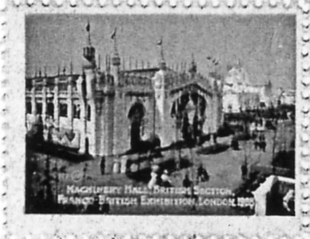 MACHINERY HALL. BRITISH SECTION,
FRANCO-BRITISH EXHIBITION, LONDON, 1908